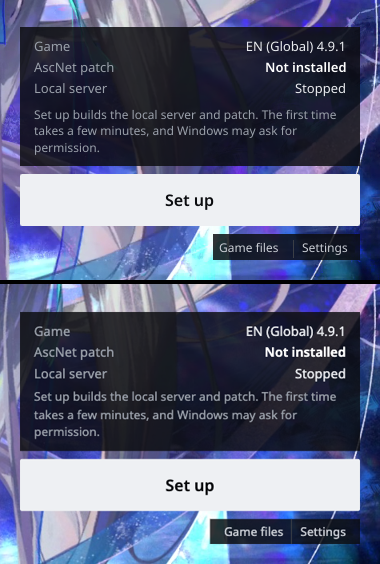 Game EN (Global) 4.9.1
AscNet patch Not installed
Local server Stopped
Set up builds the local server and patch. The first time
takes a few minutes, and Windows may ask for
permission.
Set up
Game files Settings
Game EN (Global) 4.9.1
AscNet patch Not installed
Local server Stopped
Set up builds the local server and patch. The first time
takes a few minutes, and Windows may ask for
permission.
Set up
Game files Settings